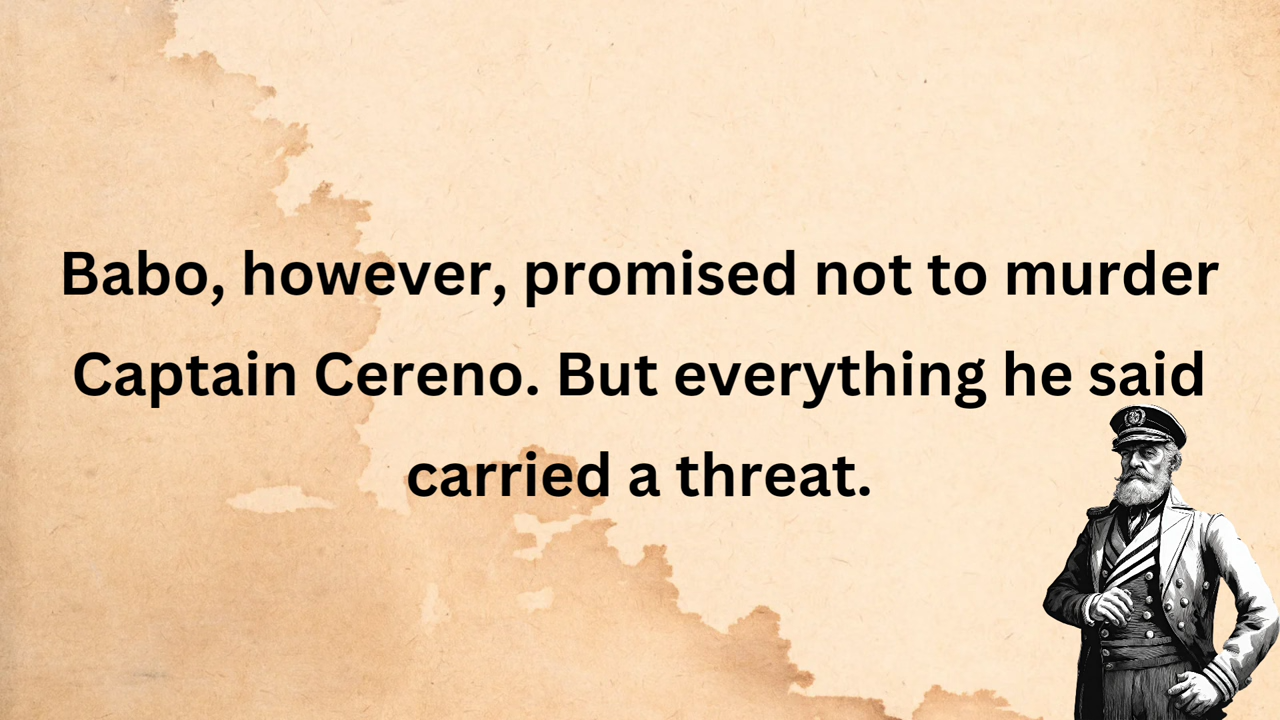 Babo, however, promised not to murder
Captain Cereno. But everything he said
carried a threat.